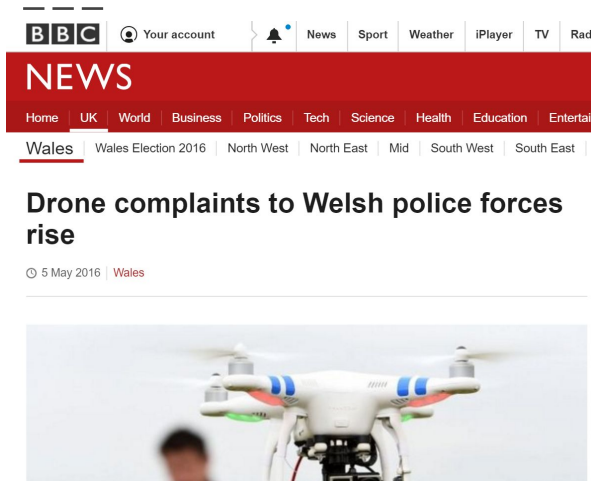 BBC Your account News Sport Weather iPlayer TV
NEWS
Home UK World Business Politics Tech Science Health Education
Wales Wales Election 2016 North West North East Mid South West South East
Drone complaints to Welsh police forces
rise
5 May 2016 Wales